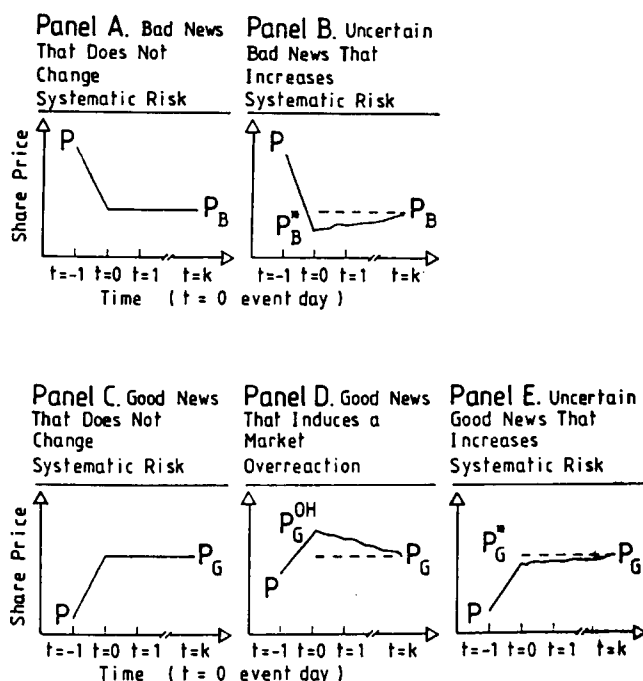 Panel A. Bad News
That Does Not
Change
Systematic Risk
Panel B. Uncertain
Bad News That
Increases
Systematic Risk
Share Price
P
P_B
t=-1 t=0 t=1 t=k
P
P*_B
P_B
t=-1 t=0 t=1 t=k
Time ( t = 0 event day )
Panel C. Good News
That Does Not
Change
Systematic Risk
Panel D. Good News
That Induces a
Market
Overreaction
Panel E. Uncertain
Good News That
Increases
Systematic Risk
Share Price
P
P_G
t=-1 t=0 t=1 t=k
P_G^OH
P
P_G
t=-1 t=0 t=1 t=k
P*_G
P
P_G
t=-1 t=0 t=1 t=k
Time ( t = 0 event day )